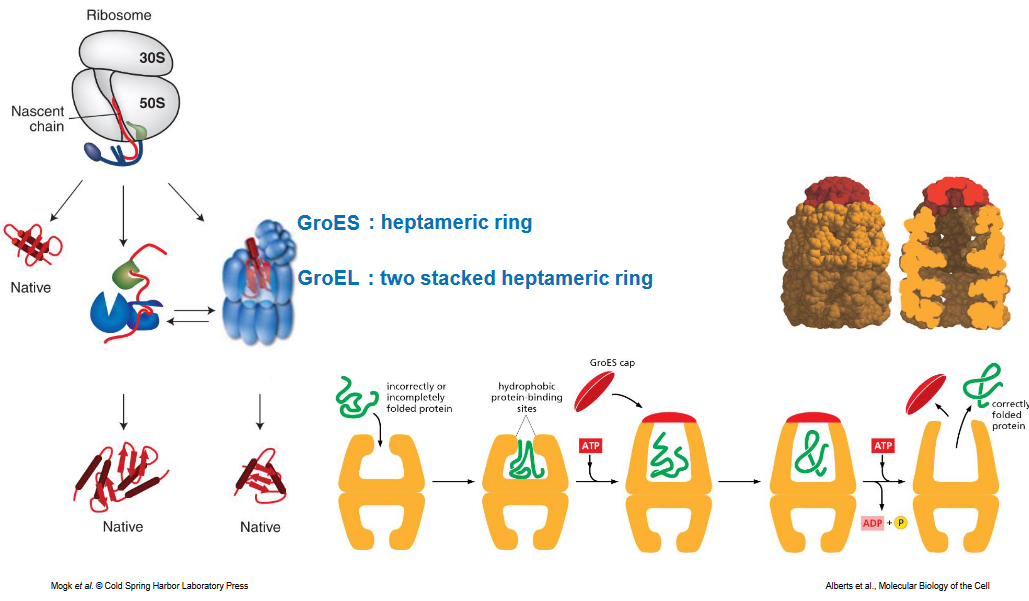 Ribosome
30S
50S
Nascent
chain
GroES : heptameric ring
GroEL : two stacked heptameric ring
Native
Native
Native
incorrectly or
incompletely
folded protein
hydrophobic
protein-binding
sites
GroES cap
ATP
ATP
ADP + P
correctly
folded
protein
Mogk et al. © Cold Spring Harbor Laboratory Press
Alberts et al., Molecular Biology of the Cell